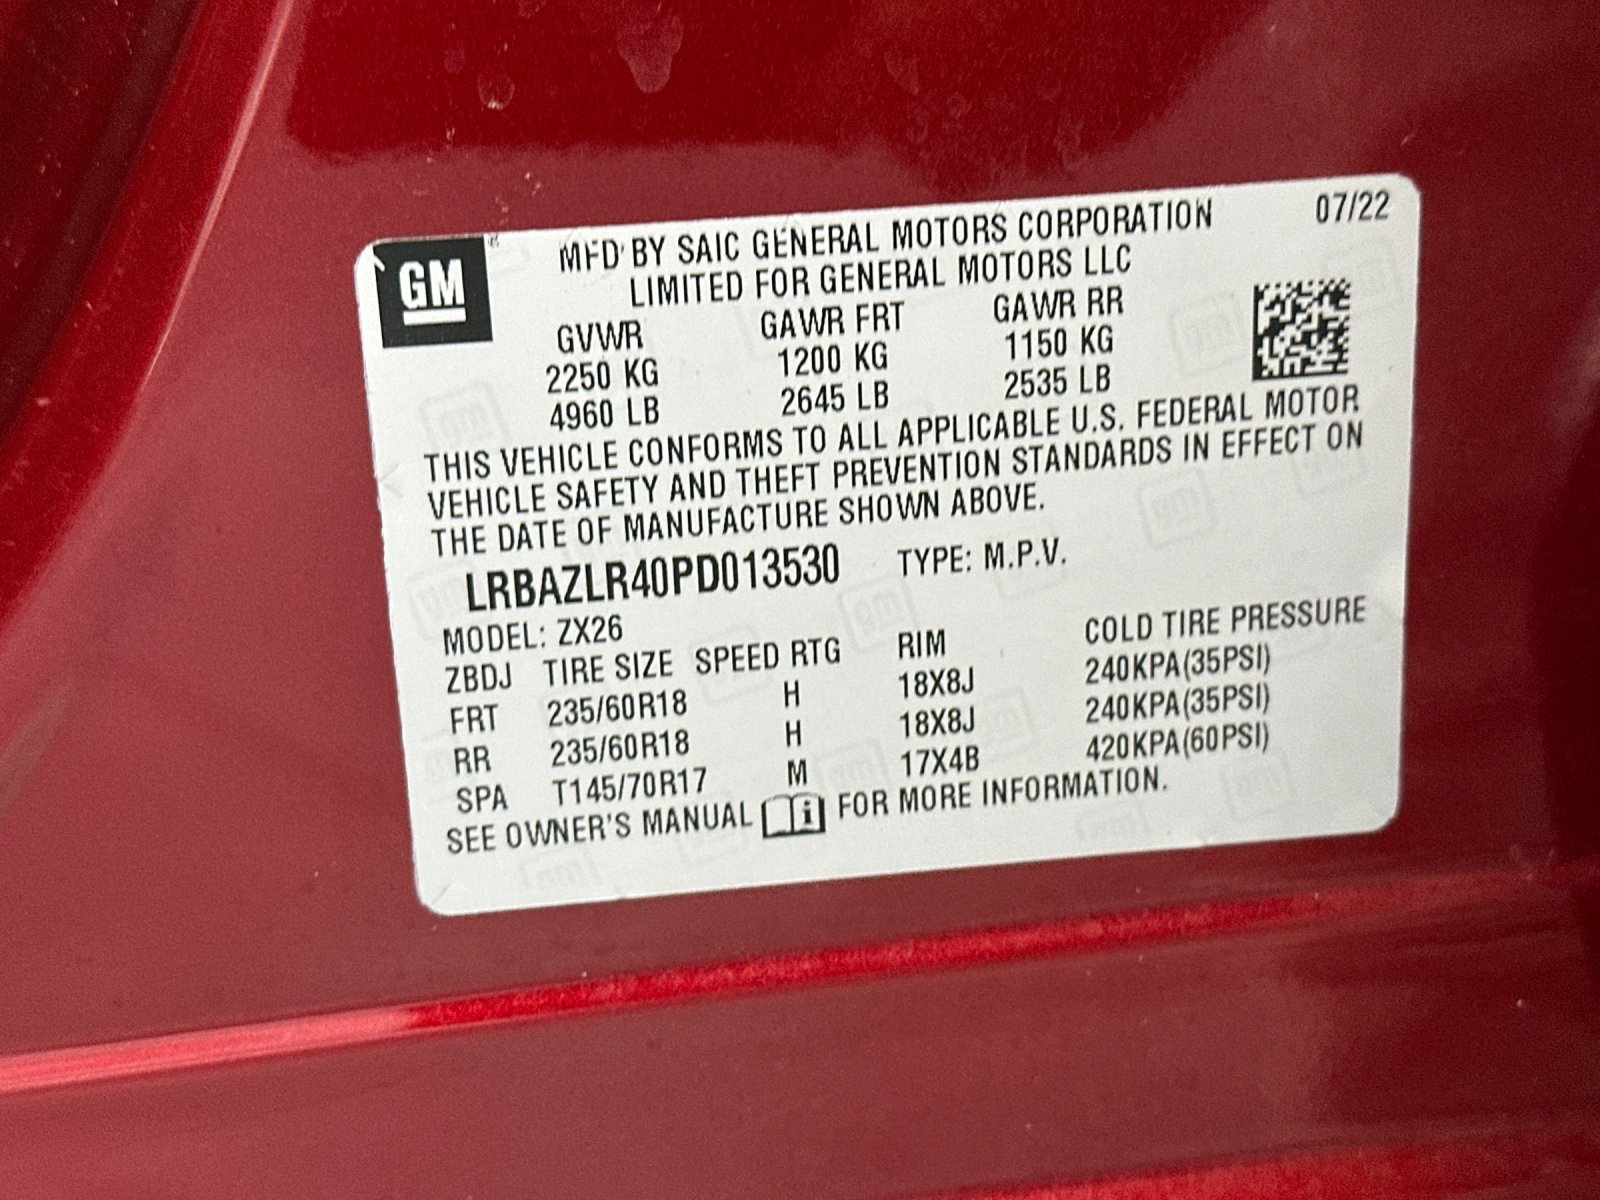 GM
MFD BY SAIC GENERAL MOTORS CORPORATION 07/22
LIMITED FOR GENERAL MOTORS LLC
GVWR GAWR FRT GAWR RR
2250 KG 1200 KG 1150 KG
4960 LB 2645 LB 2535 LB
THIS VEHICLE CONFORMS TO ALL APPLICABLE U.S. FEDERAL MOTOR
VEHICLE SAFETY AND THEFT PREVENTION STANDARDS IN EFFECT ON
THE DATE OF MANUFACTURE SHOWN ABOVE.
LRBAZLR40PD013530 TYPE: M.P.V.
MODEL: ZX26
ZBDJ TIRE SIZE SPEED RTG RIM COLD TIRE PRESSURE
FRT 235/60R18 H 18X8J 240KPA(35PSI)
RR 235/60R18 H 18X8J 240KPA(35PSI)
SPA T145/70R17 M 17X4B 420KPA(60PSI)
SEE OWNER'S MANUAL i FOR MORE INFORMATION.